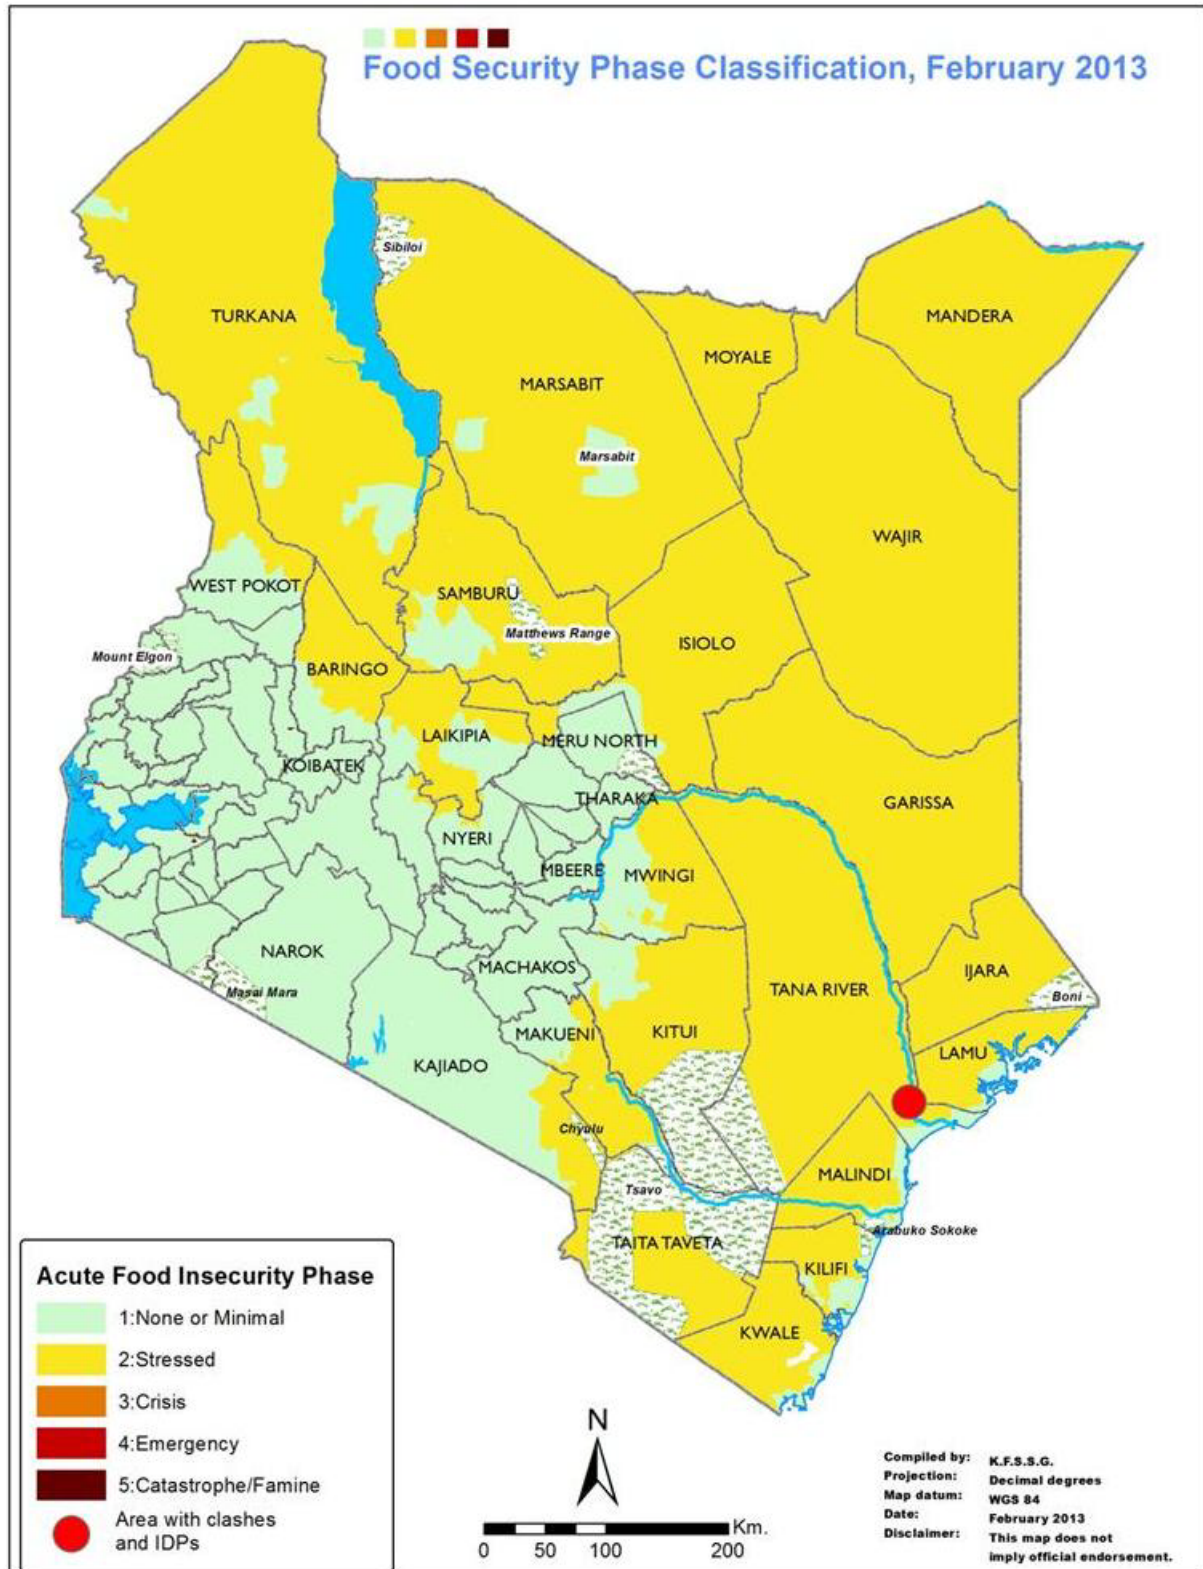 Food Security Phase Classification, February 2013
Sibiloi
TURKANA
MANDERA
MOYALE
MARSABIT
Marsabit
WAJIR
WEST POKOT
SAMBURU
Matthews Range
ISIOLO
Mount Elgon
BARINGO
LAIKIPIA
MERU NORTH
KOIBATEK
THARAKA
GARISSA
NYERI
MBEERE
MWINGI
NAROK
MACHAKOS
IJARA
TANA RIVER
Masai Mara
Boni
MAKUENI
KITUI
LAMU
KAJIADO
Chyulu
MALINDI
Tsavo
Arabuko Sokoke
TAITA TAVETA
KILIFI
KWALE
Acute Food Insecurity Phase
1:None or Minimal
2:Stressed
3:Crisis
4:Emergency
5:Catastrophe/Famine
Area with clashes
and IDPs
N
Km.
0 50 100 200
Compiled by: K.F.S.S.G.
Projection: Decimal degrees
Map datum: WGS 84
Date: February 2013
Disclaimer: This map does not
imply official endorsement.